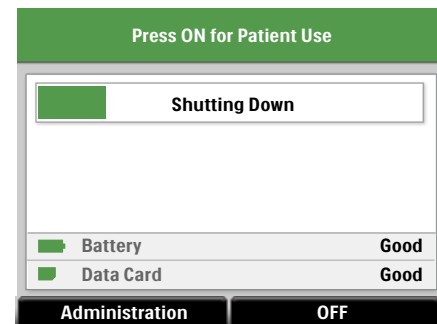 Press ON for Patient Use
Shutting Down
Battery Good
Data Card Good
Administration OFF